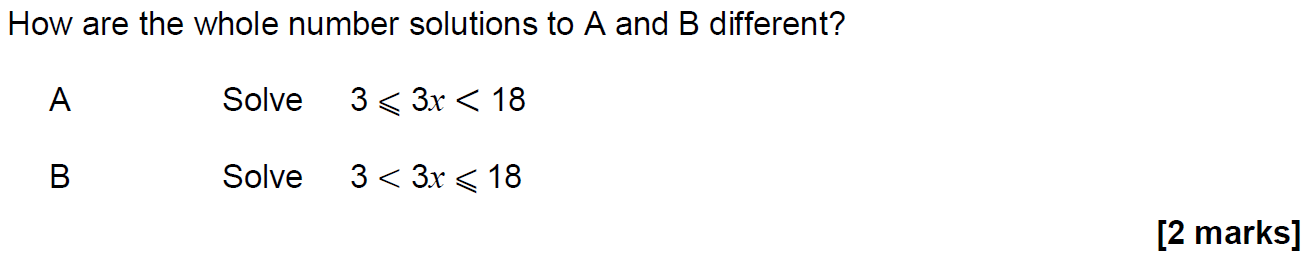 How are the whole number solutions to A and B different?
A Solve 3 ⩽ 3x < 18
B Solve 3 < 3x ⩽ 18
[2 marks]